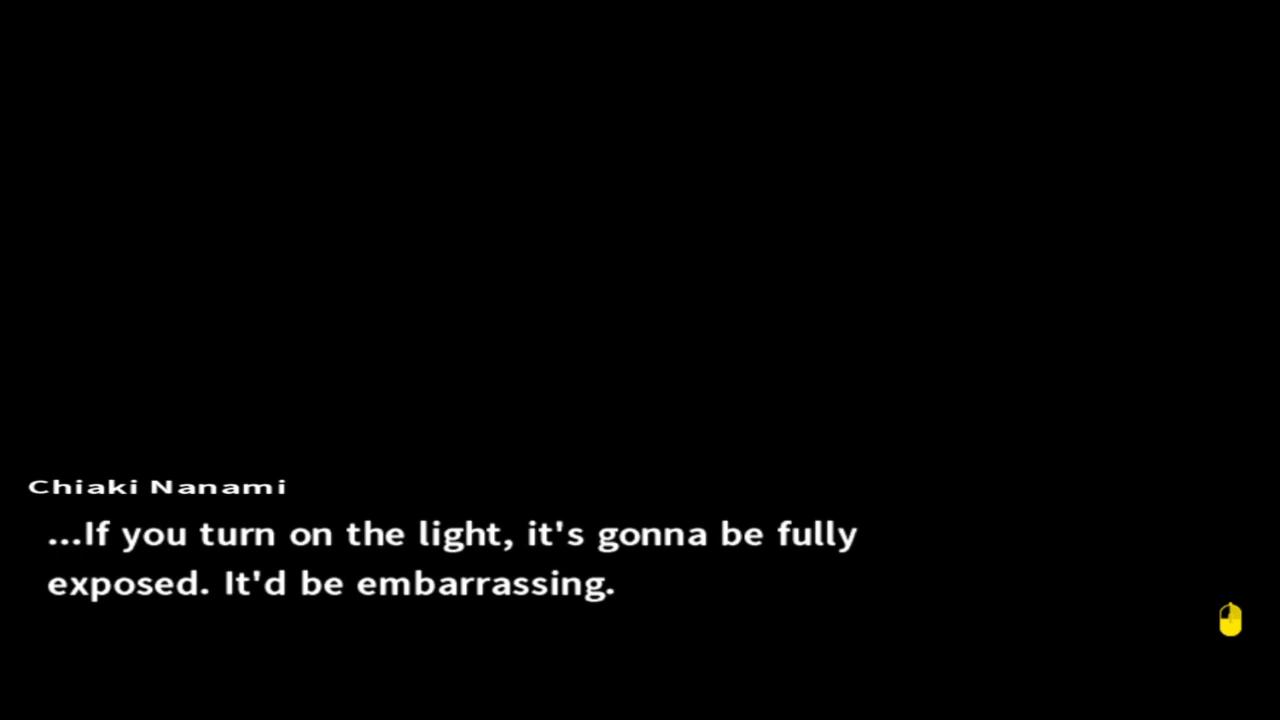 Chiaki Nanami
...If you turn on the light, it's gonna be fully
exposed. It'd be embarrassing.